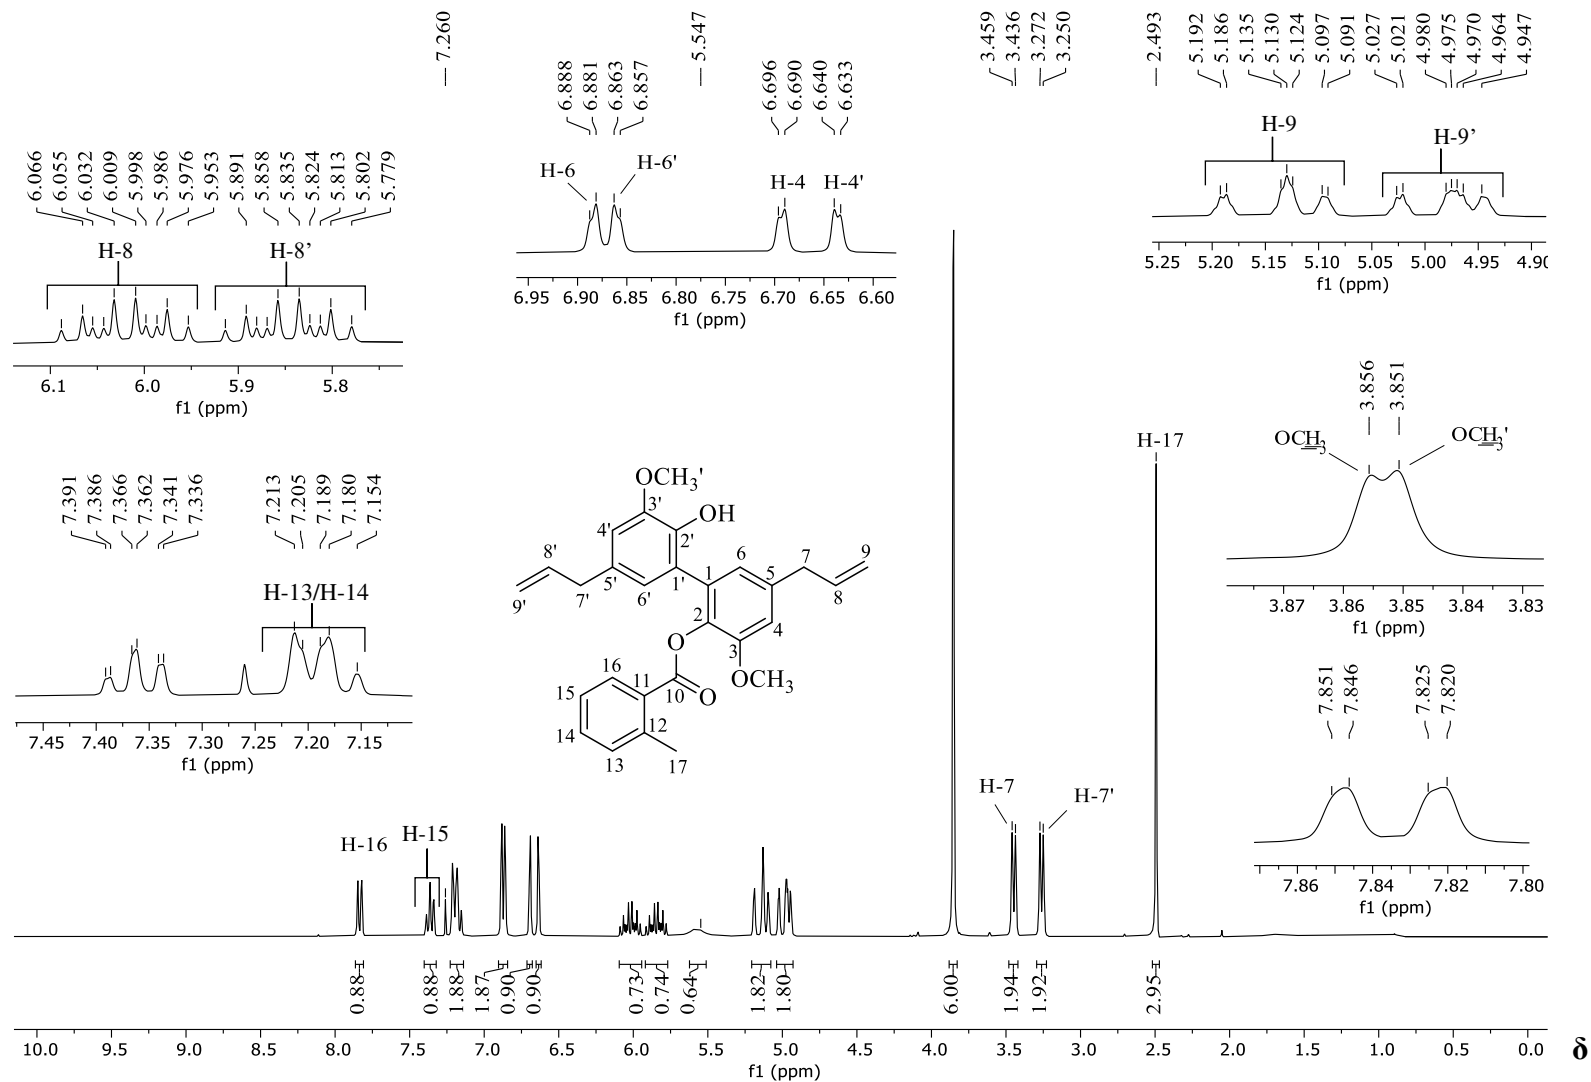 7.260
5.547
3.459
3.436
3.272
3.250
2.493
5.192
5.186
5.135
5.130
5.124
5.097
5.091
5.027
5.021
4.980
4.975
4.970
4.964
4.947
6.888
6.881
6.863
6.857
6.696
6.690
6.640
6.633
H-6
H-6'
H-4
H-4'
6.95 6.90 6.85 6.80 6.75 6.70 6.65 6.60
f1 (ppm)
H-9
H-9’
5.25 5.20 5.15 5.10 5.05 5.00 4.95 4.90
f1 (ppm)
6.066
6.055
6.032
6.009
5.998
5.986
5.976
5.953
5.891
5.858
5.835
5.824
5.813
5.802
5.779
H-8
H-8’
6.1 6.0 5.9 5.8
f1 (ppm)
7.391
7.386
7.366
7.362
7.341
7.336
7.213
7.205
7.189
7.180
7.154
H-13/H-14
7.45 7.40 7.35 7.30 7.25 7.20 7.15
f1 (ppm)
3.856
3.851
OCH3
OCH3'
3.87 3.86 3.85 3.84 3.83
f1 (ppm)
7.851
7.846
7.825
7.820
7.86 7.84 7.82 7.80
f1 (ppm)
OCH3'
3'
4'
OH
2'
8'
5'
1'
9'
7'
6'
1
6
5
7
9
8
2
4
O
3
OCH3
16
11
10
O
15
12
14
13
17
H-17
H-7
H-7'
H-16
H-15
0.88
0.88
1.88
1.87
0.90
0.90
0.73
0.74
0.64
1.82
1.80
6.00
1.94
1.92
2.95
10.0 9.5 9.0 8.5 8.0 7.5 7.0 6.5 6.0 5.5 5.0 4.5 4.0 3.5 3.0 2.5 2.0 1.5 1.0 0.5 0.0
δ
f1 (ppm)